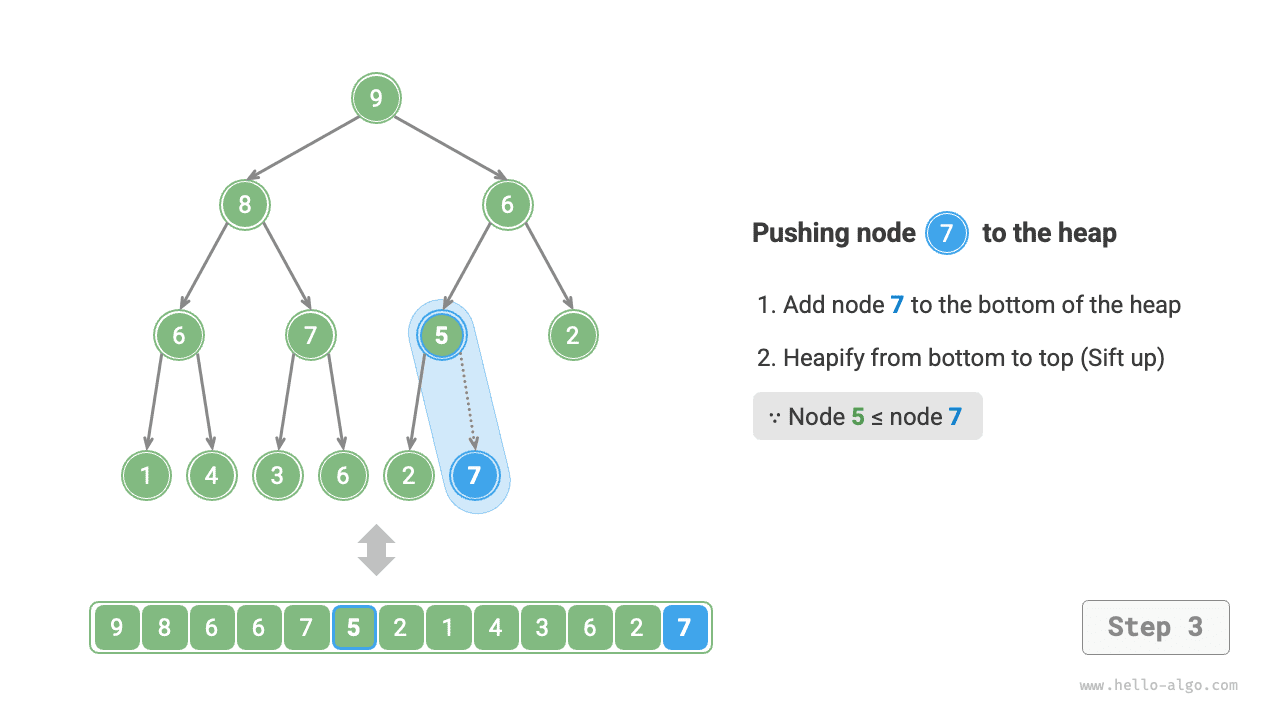 9
8 6
6 7 5 2
1 4 3 6 2 7
9 8 6 6 7 5 2 1 4 3 6 2 7
Pushing node 7 to the heap
1. Add node 7 to the bottom of the heap
2. Heapify from bottom to top (Sift up)
∵ Node 5 ≤ node 7
Step 3
www.hello-algo.com